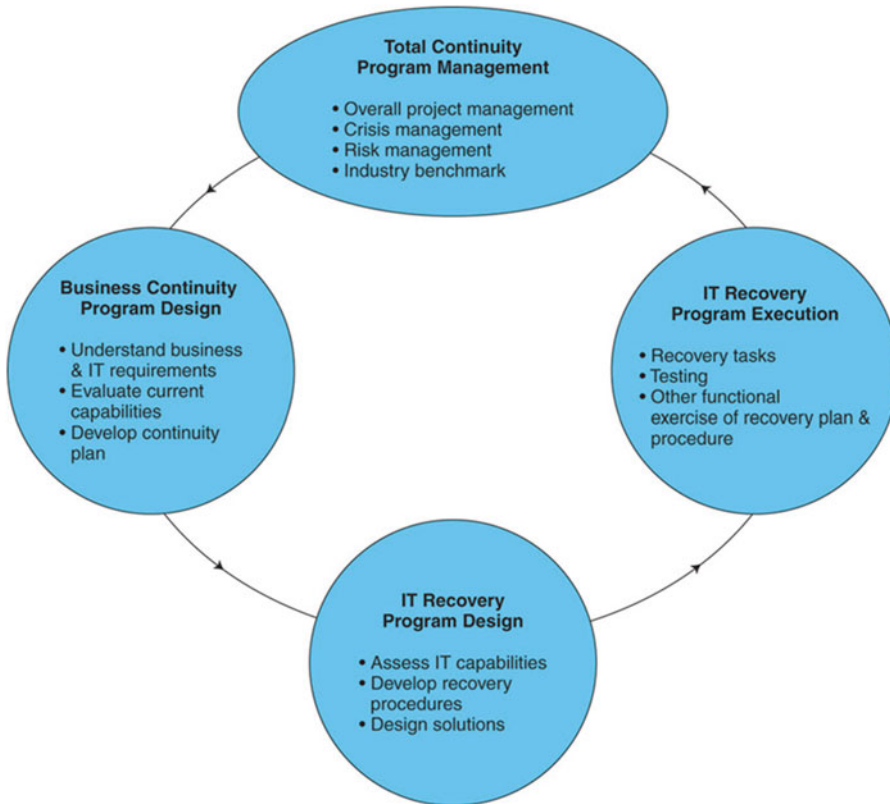 Total Continuity
Program Management
• Overall project management
• Crisis management
• Risk management
• Industry benchmark
Business Continuity
Program Design
• Understand business
& IT requirements
• Evaluate current
capabilities
• Develop continuity
plan
IT Recovery
Program Execution
• Recovery tasks
• Testing
• Other functional
exercise of recovery plan &
procedure
IT Recovery
Program Design
• Assess IT capabilities
• Develop recovery
procedures
• Design solutions